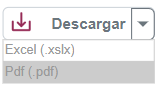 Descargar
Excel (.xslx)
Pdf (.pdf)